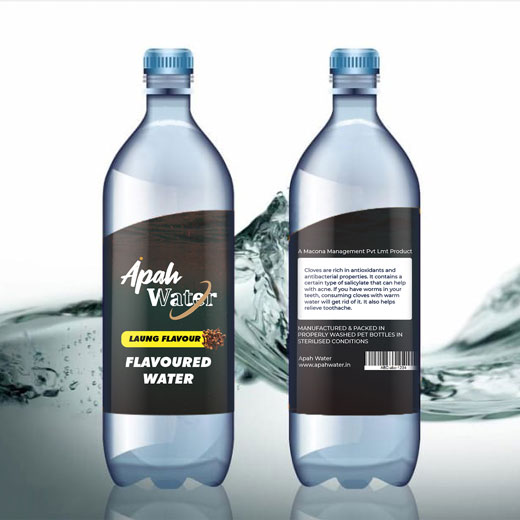 Apah
Water
LAUNG FLAVOUR
FLAVOURED
WATER
A Macona Management Pvt Lmt Product
Cloves are rich in antioxidants and
antibacterial properties. It contains a
certain type of salicylate that can help
with acne. If you have worms in your
teeth, consuming cloves with warm
water will get rid of it. It also helps
relieve toothache.
MANUFACTURED & PACKED IN
PROPERLY WASHED PET BOTTLES IN
STERILISED CONDITIONS
Apah Water
www.apahwater.in
ABC-abc-1234